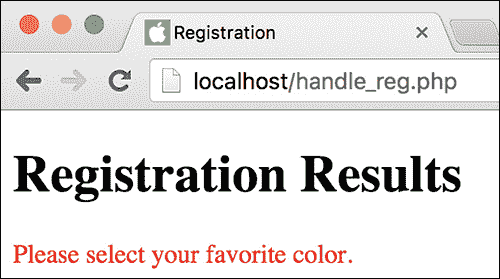 Registration
localhost/handle_reg.php
Registration Results
Please select your favorite color.